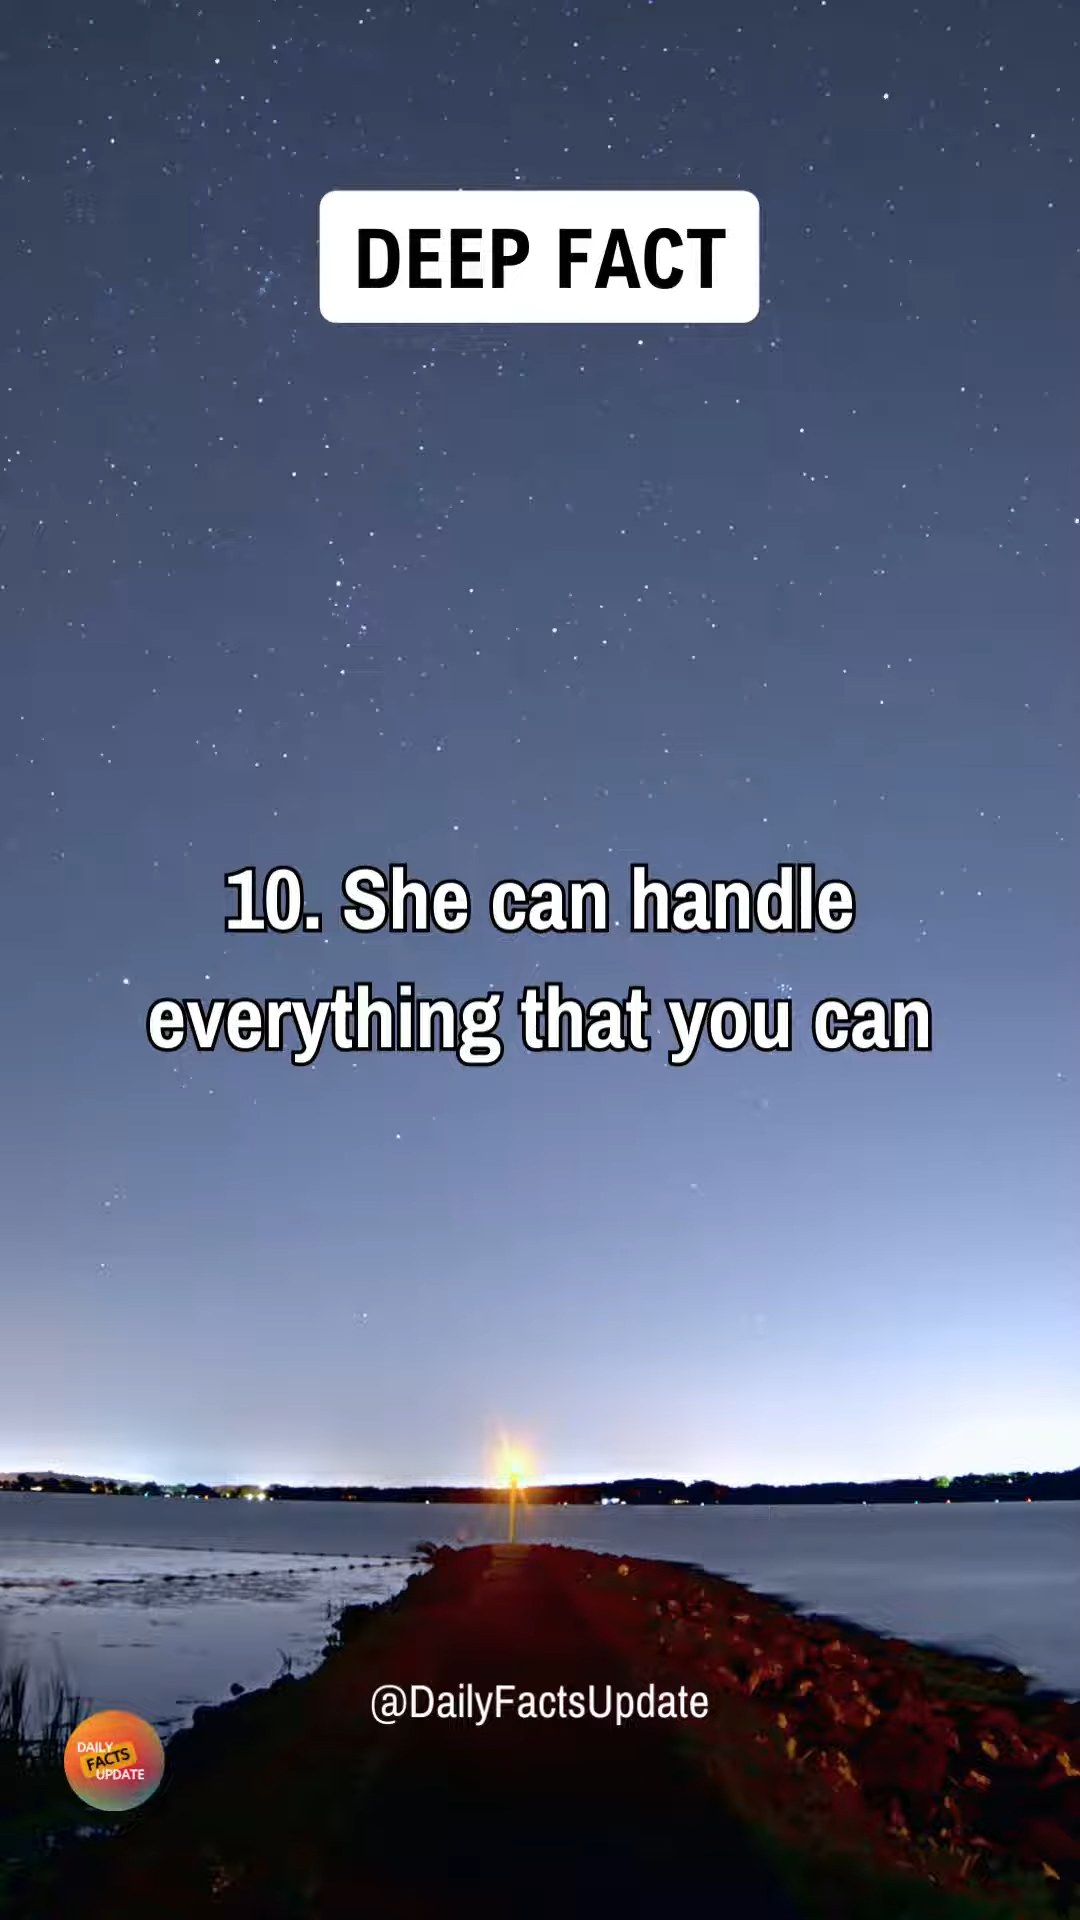 DEEP FACT
10. She can handle
everything that you can
@DailyFactsUpdate
DAILY
FACTS
UPDATE